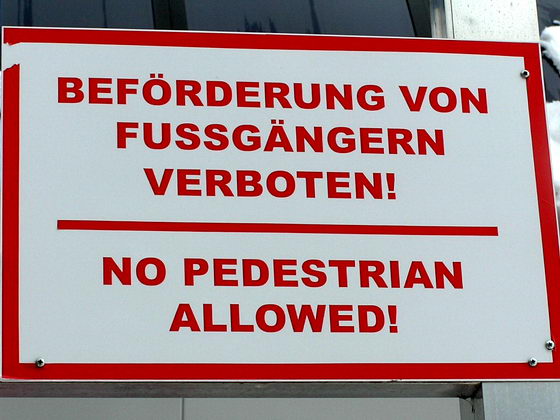 BEFÖRDERUNG VON
FUSSGÄNGERN
VERBOTEN!
NO PEDESTRIAN
ALLOWED!